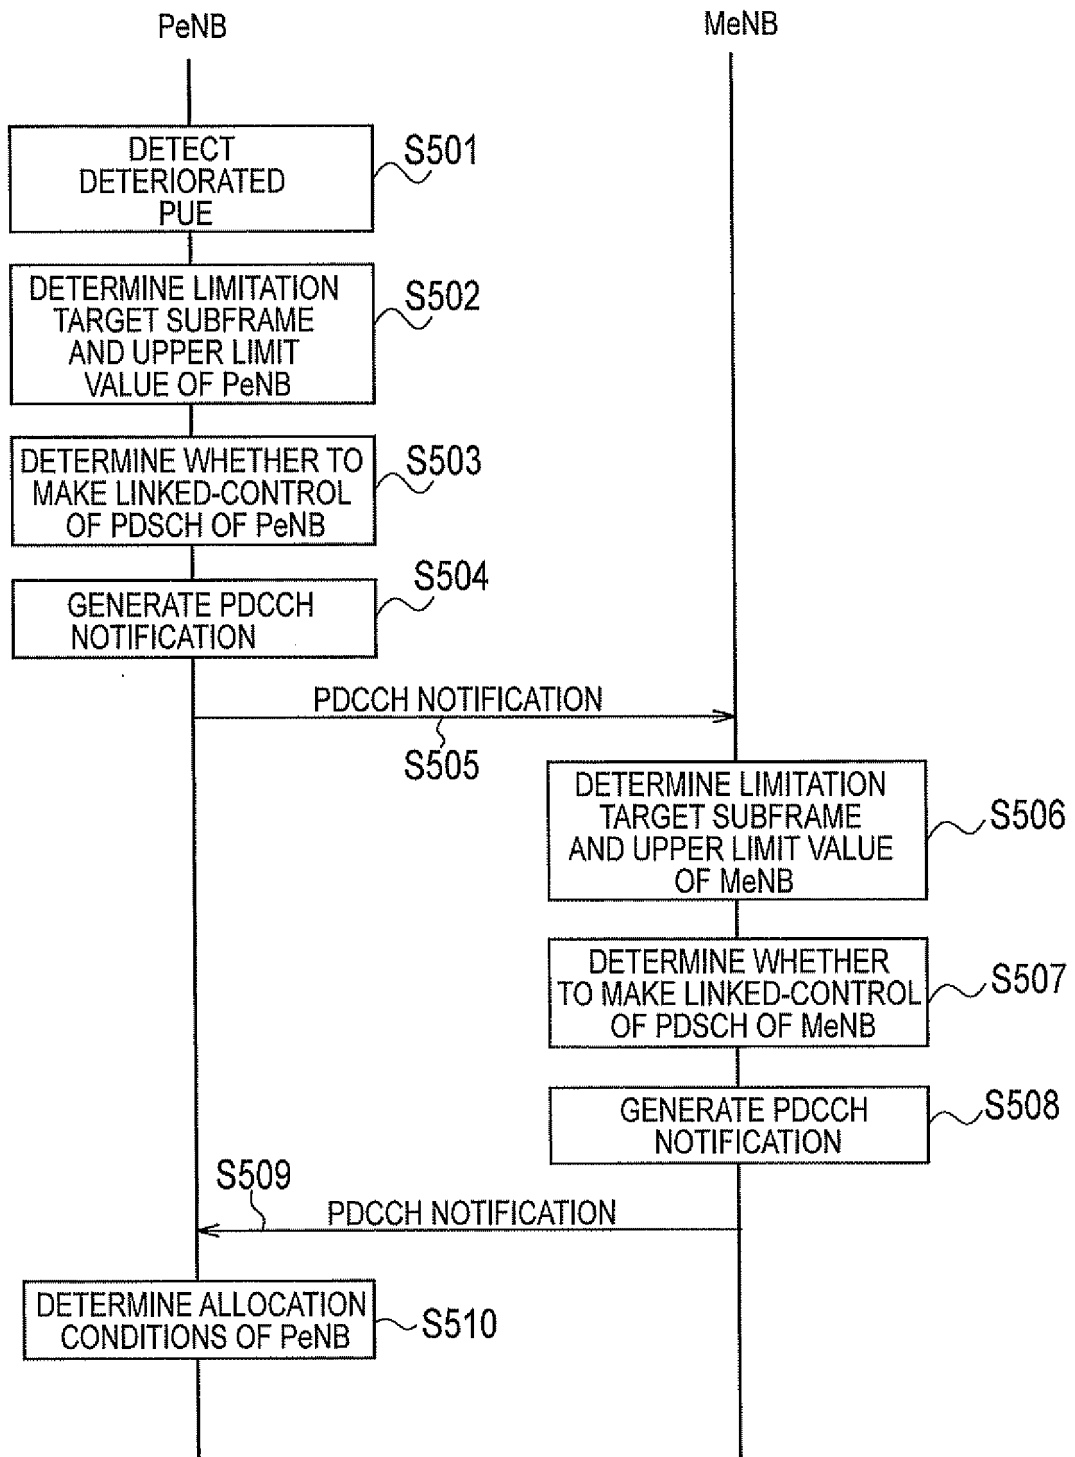 PeNB
MeNB
DETECT
DETERIORATED
PUE
S501
DETERMINE LIMITATION
TARGET SUBFRAME
AND UPPER LIMIT
VALUE OF PeNB
S502
DETERMINE WHETHER TO
MAKE LINKED-CONTROL
OF PDSCH OF PeNB
S503
GENERATE PDCCH
NOTIFICATION
S504
PDCCH NOTIFICATION
S505
DETERMINE LIMITATION
TARGET SUBFRAME
AND UPPER LIMIT VALUE
OF MeNB
S506
DETERMINE WHETHER
TO MAKE LINKED-CONTROL
OF PDSCH OF MeNB
S507
GENERATE PDCCH
NOTIFICATION
S508
S509
PDCCH NOTIFICATION
DETERMINE ALLOCATION
CONDITIONS OF PeNB
S510